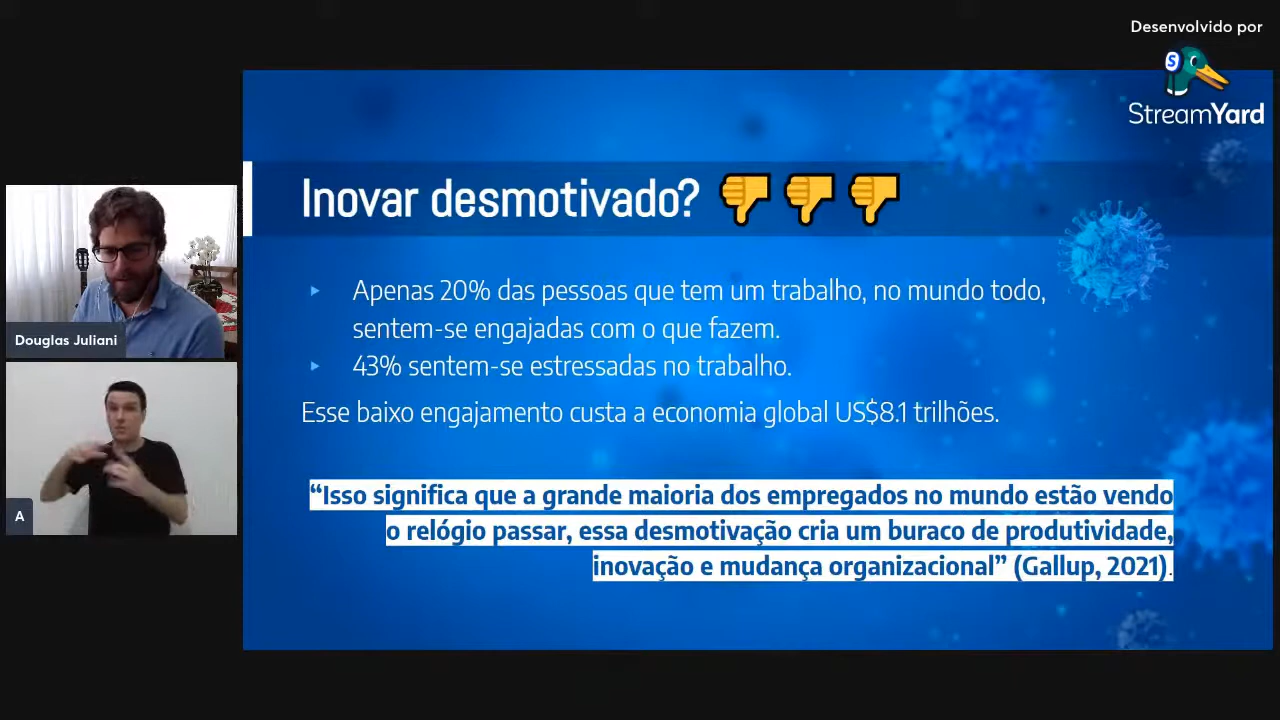 Desenvolvido por
StreamYard
Inovar desmotivado?
Apenas 20% das pessoas que tem um trabalho, no mundo todo,
sentem-se engajadas com o que fazem.
43% sentem-se estressadas no trabalho.
Esse baixo engajamento custa a economia global US$8.1 trilhões.
“Isso significa que a grande maioria dos empregados no mundo estão vendo
o relógio passar, essa desmotivação cria um buraco de produtividade,
inovação e mudança organizacional” (Gallup, 2021).
Douglas Juliani
A